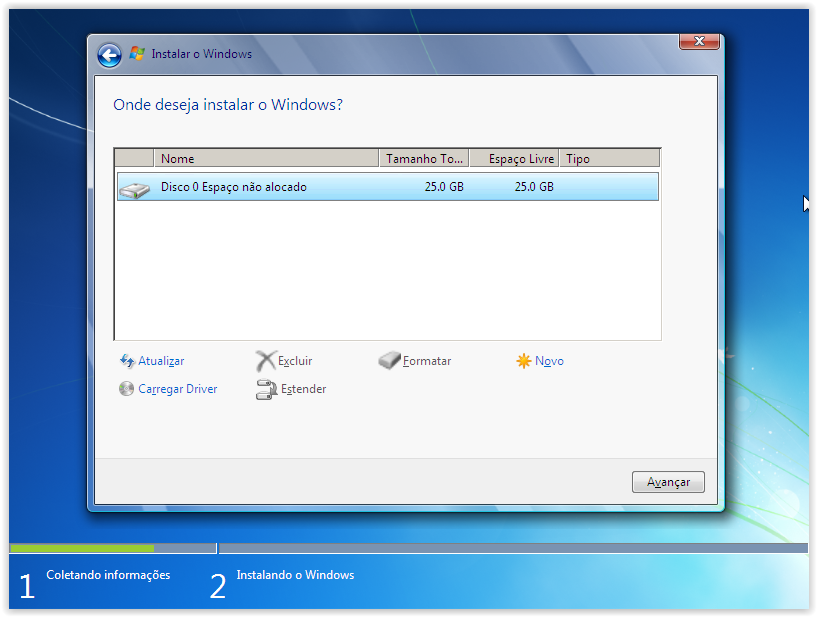 Instalar o Windows
Onde deseja instalar o Windows?
Nome Tamanho To... Espaço Livre Tipo
Disco 0 Espaço não alocado 25.0 GB 25.0 GB
Atualizar Excluir Formatar Novo
Carregar Driver Estender
Avançar
1 Coletando informações 2 Instalando o Windows